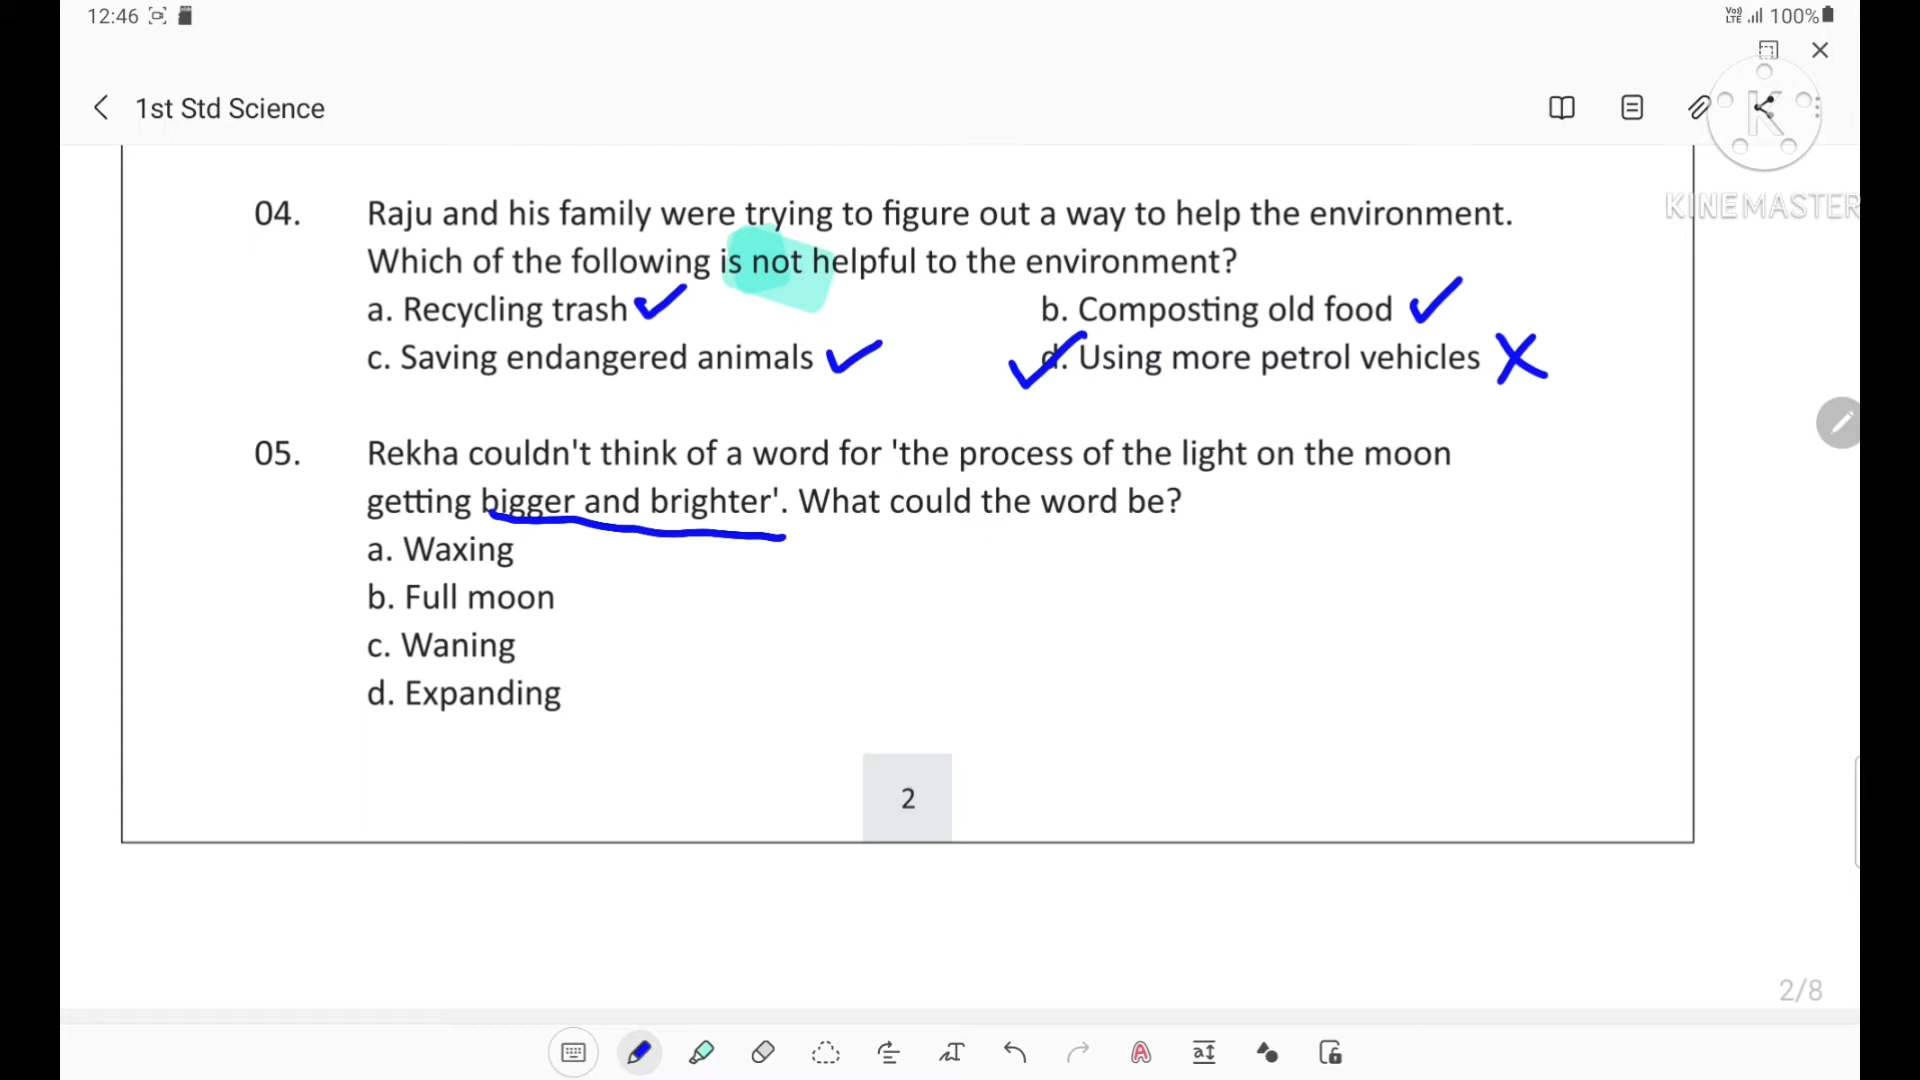 12:46
Vo)) LTE 100%
1st Std Science
K
KINEMASTER
04. Raju and his family were trying to figure out a way to help the environment.
Which of the following is not helpful to the environment?
a. Recycling trash b. Composting old food
c. Saving endangered animals d. Using more petrol vehicles
05. Rekha couldn't think of a word for 'the process of the light on the moon
getting bigger and brighter'. What could the word be?
a. Waxing
b. Full moon
c. Waning
d. Expanding
2
2/8